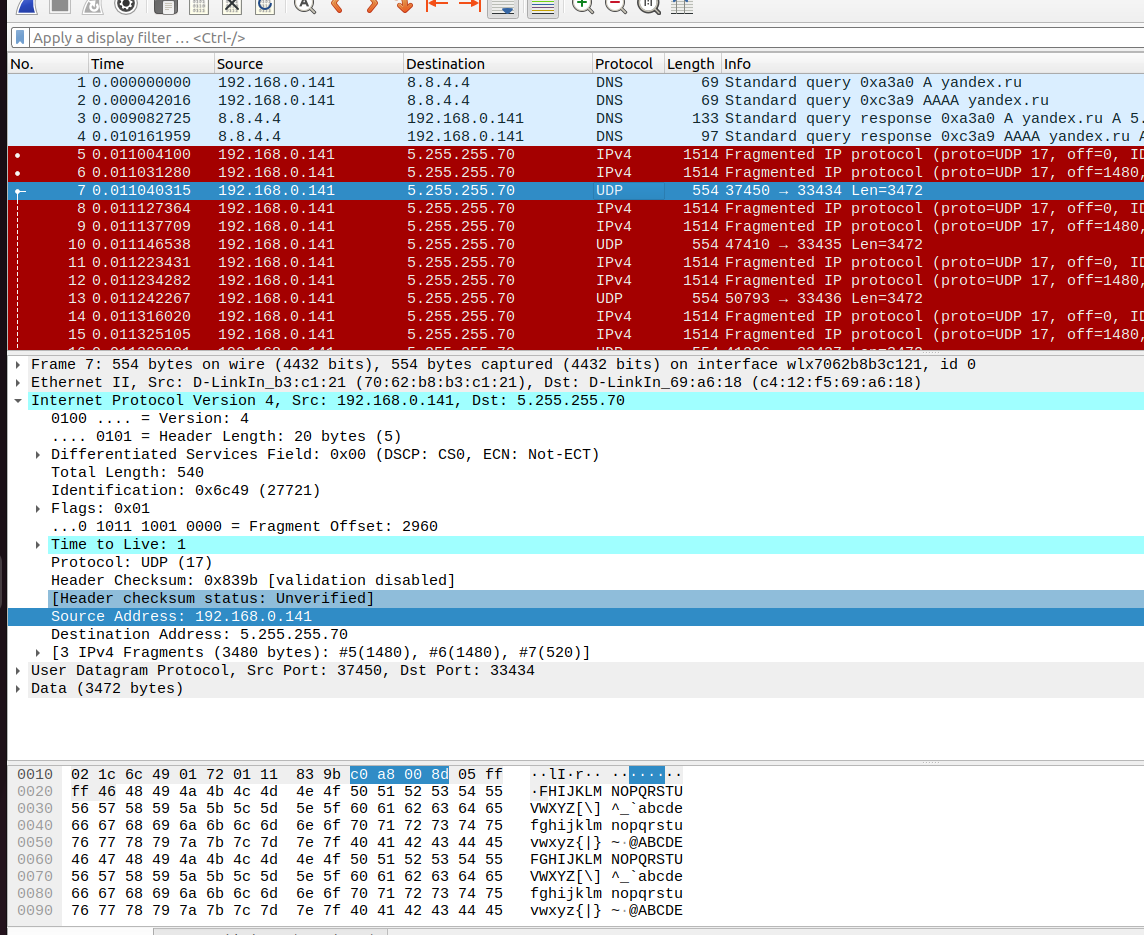 Apply a display filter … <Ctrl-/>
No. Time Source Destination Protocol Length Info
1 0.000000000 192.168.0.141 8.8.4.4 DNS 69 Standard query 0xa3a0 A yandex.ru
2 0.000042016 192.168.0.141 8.8.4.4 DNS 69 Standard query 0xc3a9 AAAA yandex.ru
3 0.009082725 8.8.4.4 192.168.0.141 DNS 133 Standard query response 0xa3a0 A yandex.ru A 5.
4 0.010161959 8.8.4.4 192.168.0.141 DNS 97 Standard query response 0xc3a9 AAAA yandex.ru A
5 0.011004100 192.168.0.141 5.255.255.70 IPv4 1514 Fragmented IP protocol (proto=UDP 17, off=0, ID
6 0.011031280 192.168.0.141 5.255.255.70 IPv4 1514 Fragmented IP protocol (proto=UDP 17, off=1480,
7 0.011040315 192.168.0.141 5.255.255.70 UDP 554 37450 → 33434 Len=3472
8 0.011127364 192.168.0.141 5.255.255.70 IPv4 1514 Fragmented IP protocol (proto=UDP 17, off=0, ID
9 0.011137709 192.168.0.141 5.255.255.70 IPv4 1514 Fragmented IP protocol (proto=UDP 17, off=1480,
10 0.011146538 192.168.0.141 5.255.255.70 UDP 554 47410 → 33435 Len=3472
11 0.011223431 192.168.0.141 5.255.255.70 IPv4 1514 Fragmented IP protocol (proto=UDP 17, off=0, ID
12 0.011234282 192.168.0.141 5.255.255.70 IPv4 1514 Fragmented IP protocol (proto=UDP 17, off=1480,
13 0.011242267 192.168.0.141 5.255.255.70 UDP 554 50793 → 33436 Len=3472
14 0.011316020 192.168.0.141 5.255.255.70 IPv4 1514 Fragmented IP protocol (proto=UDP 17, off=0, ID
15 0.011325105 192.168.0.141 5.255.255.70 IPv4 1514 Fragmented IP protocol (proto=UDP 17, off=1480,
Frame 7: 554 bytes on wire (4432 bits), 554 bytes captured (4432 bits) on interface wlx7062b8b3c121, id 0
Ethernet II, Src: D-LinkIn_b3:c1:21 (70:62:b8:b3:c1:21), Dst: D-LinkIn_69:a6:18 (c4:12:f5:69:a6:18)
Internet Protocol Version 4, Src: 192.168.0.141, Dst: 5.255.255.70
0100 .... = Version: 4
.... 0101 = Header Length: 20 bytes (5)
Differentiated Services Field: 0x00 (DSCP: CS0, ECN: Not-ECT)
Total Length: 540
Identification: 0x6c49 (27721)
Flags: 0x01
...0 1011 1001 0000 = Fragment Offset: 2960
Time to Live: 1
Protocol: UDP (17)
Header Checksum: 0x839b [validation disabled]
[Header checksum status: Unverified]
Source Address: 192.168.0.141
Destination Address: 5.255.255.70
[3 IPv4 Fragments (3480 bytes): #5(1480), #6(1480), #7(520)]
User Datagram Protocol, Src Port: 37450, Dst Port: 33434
Data (3472 bytes)
0010 02 1c 6c 49 01 72 01 11 83 9b c0 a8 00 8d 05 ff ··lI·r·· ········
0020 ff 46 48 49 4a 4b 4c 4d 4e 4f 50 51 52 53 54 55 ·FHIJKLM NOPQRSTU
0030 56 57 58 59 5a 5b 5c 5d 5e 5f 60 61 62 63 64 65 VWXYZ[\] ^_`abcde
0040 66 67 68 69 6a 6b 6c 6d 6e 6f 70 71 72 73 74 75 fghijklm nopqrstu
0050 76 77 78 79 7a 7b 7c 7d 7e 7f 40 41 42 43 44 45 vwxyz{|} ~·@ABCDE
0060 46 47 48 49 4a 4b 4c 4d 4e 4f 50 51 52 53 54 55 FGHIJKLM NOPQRSTU
0070 56 57 58 59 5a 5b 5c 5d 5e 5f 60 61 62 63 64 65 VWXYZ[\] ^_`abcde
0080 66 67 68 69 6a 6b 6c 6d 6e 6f 70 71 72 73 74 75 fghijklm nopqrstu
0090 76 77 78 79 7a 7b 7c 7d 7e 7f 40 41 42 43 44 45 vwxyz{|} ~·@ABCDE